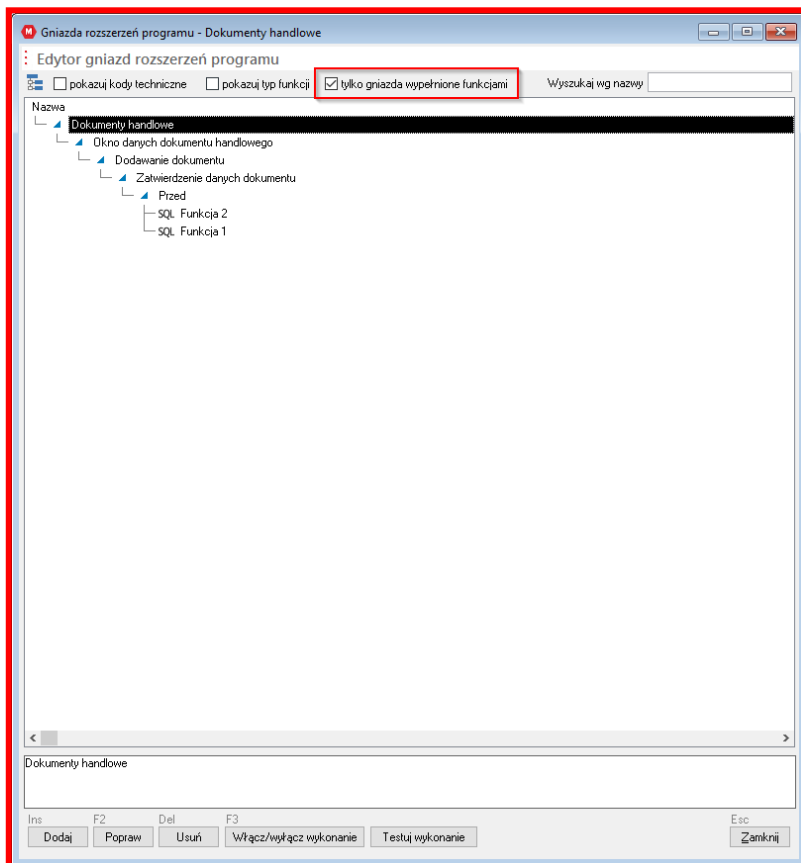 Gniazda rozszerzeń programu - Dokumenty handlowe
Edytor gniazd rozszerzeń programu
pokazuj kody techniczne pokazuj typ funkcji tylko gniazda wypełnione funkcjami Wyszukaj wg nazwy
Nazwa
Dokumenty handlowe
Okno danych dokumentu handlowego
Dodawanie dokumentu
Zatwierdzenie danych dokumentu
Przed
SQL Funkcja 2
SQL Funkcja 1
Dokumenty handlowe
Ins F2 Del F3 Esc
Dodaj Popraw Usuń Włącz/wyłącz wykonanie Testuj wykonanie Zamknij